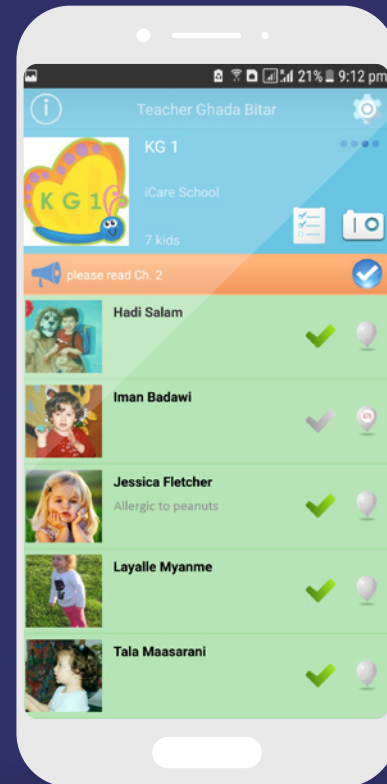 21% 9:12 pm
Teacher Ghada Bitar
KG 1
KG 1
iCare School
7 kids
please read Ch. 2
Hadi Salam
Iman Badawi
Jessica Fletcher
Allergic to peanuts
Layalle Myanme
Tala Maasarani